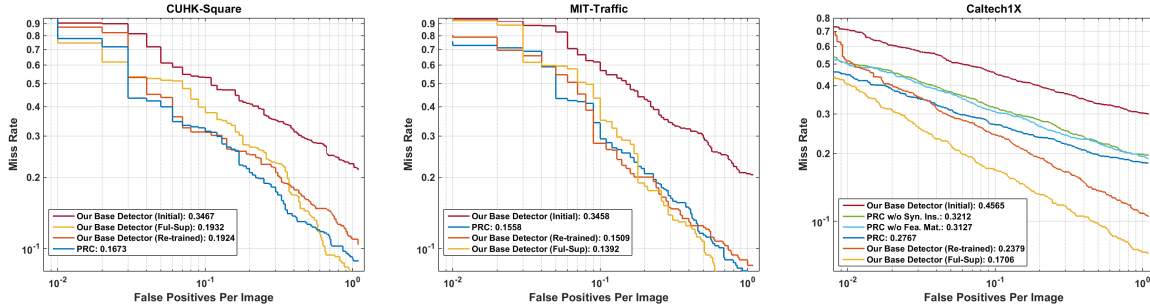 CUHK-Square
0.9
0.8
0.7
0.6
0.5
0.4
0.3
0.2
10⁻¹
Miss Rate
Our Base Detector (Initial): 0.3467
Our Base Detector (Ful-Sup): 0.1932
Our Base Detector (Re-trained): 0.1924
PRC: 0.1673
10⁻² 10⁻¹ 10⁰
False Positives Per Image
MIT-Traffic
0.9
0.8
0.7
0.6
0.5
0.4
0.3
0.2
10⁻¹
Miss Rate
Our Base Detector (Initial): 0.3458
PRC: 0.1558
Our Base Detector (Re-trained): 0.1509
Our Base Detector (Ful-Sup): 0.1392
10⁻² 10⁻¹ 10⁰
False Positives Per Image
Caltech1X
0.8
0.7
0.6
0.5
0.4
0.3
0.2
10⁻¹
Miss Rate
Our Base Detector (Initial): 0.4565
PRC w/o Syn. Ins.: 0.3212
PRC w/o Fea. Mat.: 0.3127
PRC: 0.2767
Our Base Detector (Re-trained): 0.2379
Our Base Detector (Ful-Sup): 0.1706
10⁻² 10⁻¹ 10⁰
False Positives Per Image